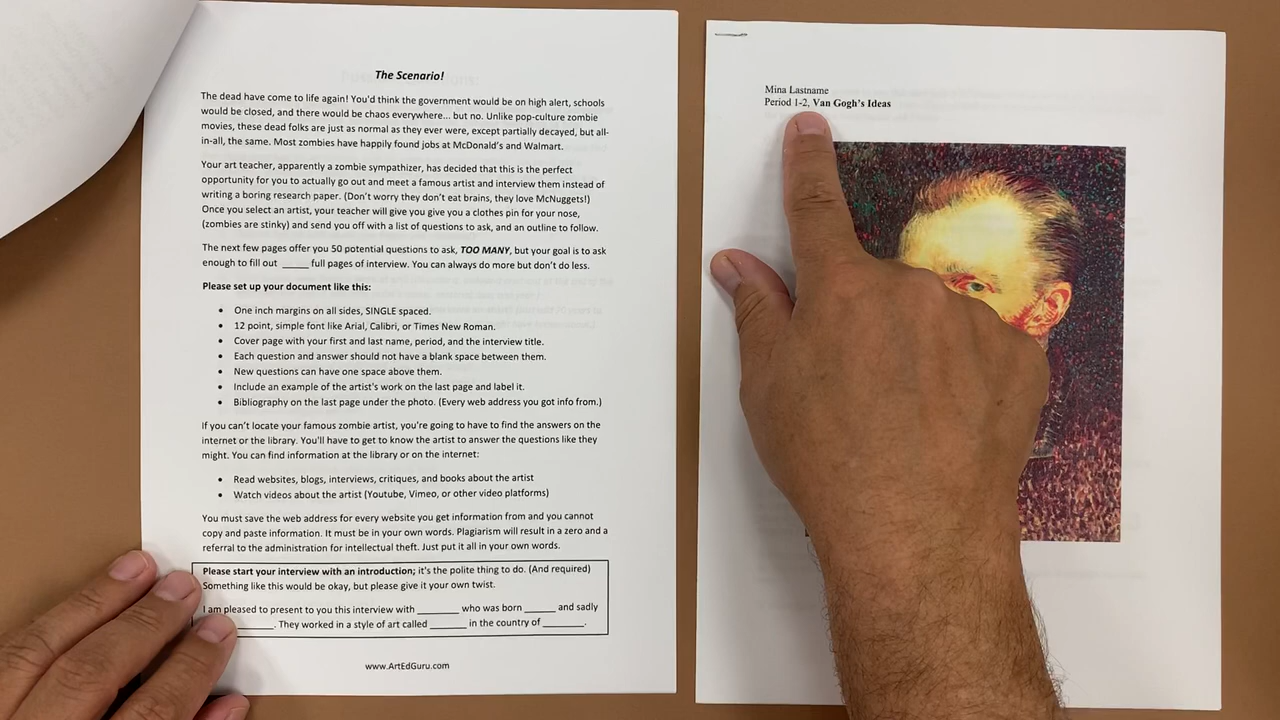 The Scenario!
The dead have come to life again! You'd think the government would be on high alert, schools
would be closed, and there would be chaos everywhere... but no. Unlike pop-culture zombie
movies, these dead folks are just as normal as they ever were, except partially decayed, but all-
in-all, the same. Most zombies have happily found jobs at McDonald's and Walmart.
Your art teacher, apparently a zombie sympathizer, has decided that this is the perfect
opportunity for you to actually go out and meet a famous artist and interview them instead of
writing a boring research paper. (Don't worry they don't eat brains, they love McNuggets!)
Once you select an artist, your teacher will give you give you a clothes pin for your nose,
(zombies are stinky) and send you off with a list of questions to ask, and an outline to follow.
The next few pages offer you 50 potential questions to ask, TOO MANY, but your goal is to ask
enough to fill out _____ full pages of interview. You can always do more but don't do less.
Please set up your document like this:
• One inch margins on all sides, SINGLE spaced.
• 12 point, simple font like Arial, Calibri, or Times New Roman.
• Cover page with your first and last name, period, and the interview title.
• Each question and answer should not have a blank space between them.
• New questions can have one space above them.
• Include an example of the artist's work on the last page and label it.
• Bibliography on the last page under the photo. (Every web address you got info from.)
If you can't locate your famous zombie artist, you're going to have to find the answers on the
internet or the library. You'll have to get to know the artist to answer the questions like they
might. You can find information at the library or on the internet:
• Read websites, blogs, interviews, critiques, and books about the artist
• Watch videos about the artist (Youtube, Vimeo, or other video platforms)
You must save the web address for every website you get information from and you cannot
copy and paste information. It must be in your own words. Plagiarism will result in a zero and a
referral to the administration for intellectual theft. Just put it all in your own words.
Please start your interview with an introduction; it's the polite thing to do. (And required)
Something like this would be okay, but please give it your own twist.
I am pleased to present to you this interview with ________ who was born ______ and sadly
_______. They worked in a style of art called _______ in the country of ________.
www.ArtEdGuru.com
Mina Lastname
Period 1-2, Van Gogh's Ideas